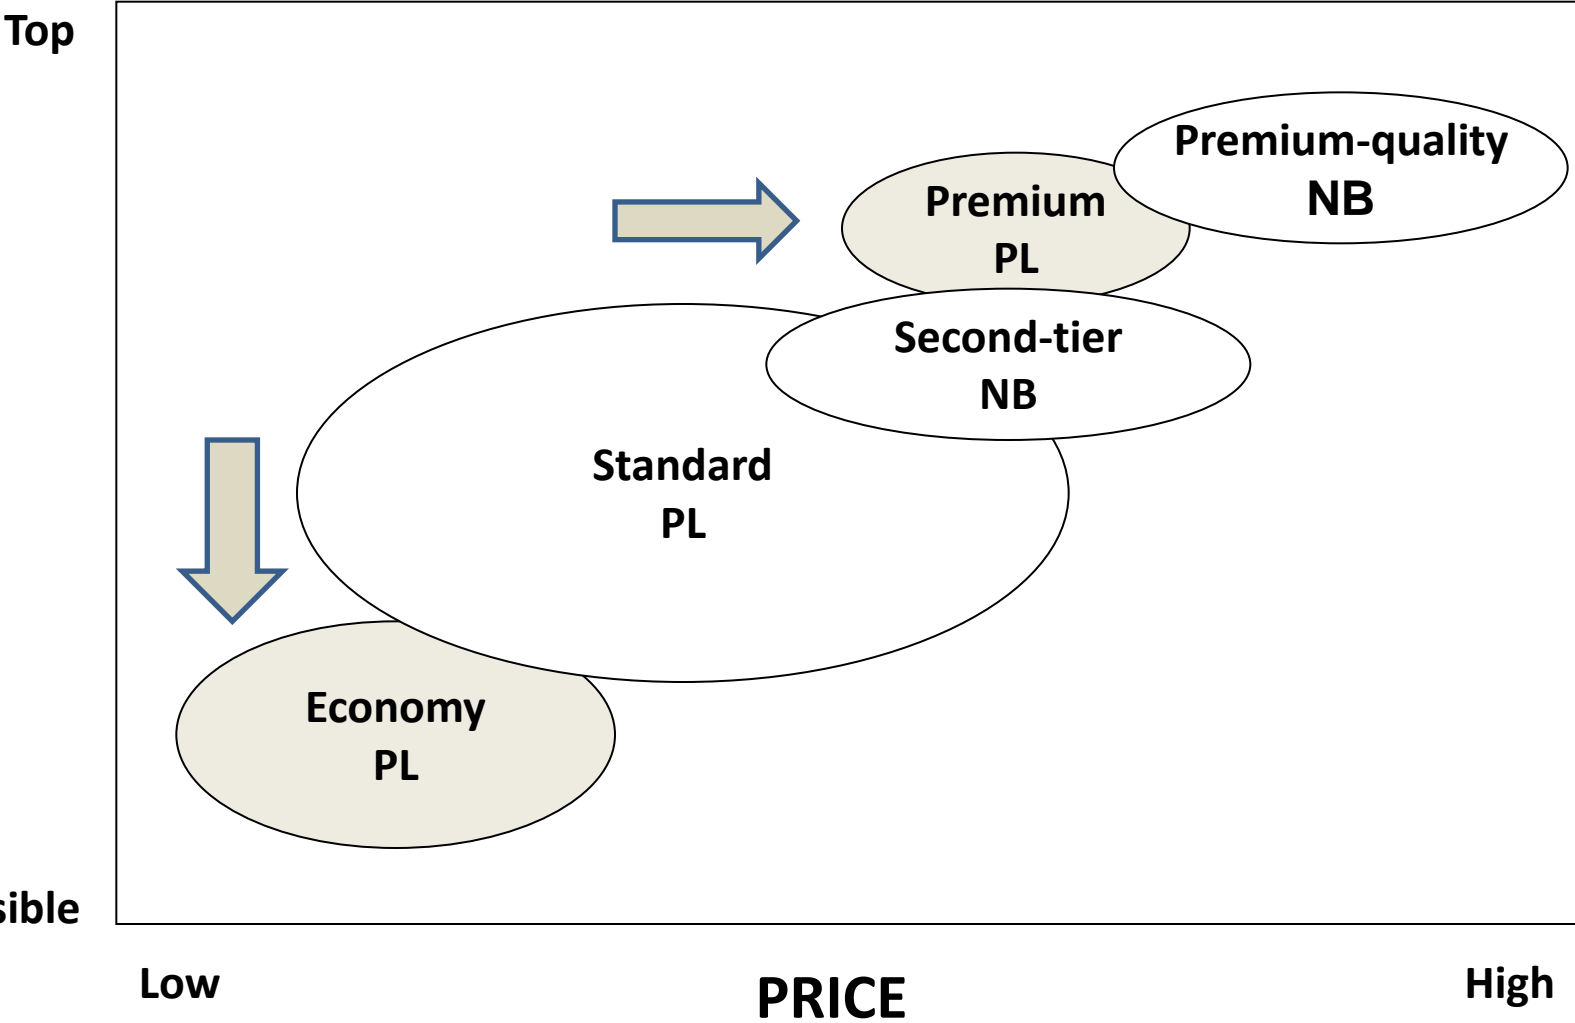 Top
Premium-quality
NB
Premium
PL
Second-tier
NB
Standard
PL
Economy
PL
sible
Low
PRICE
High